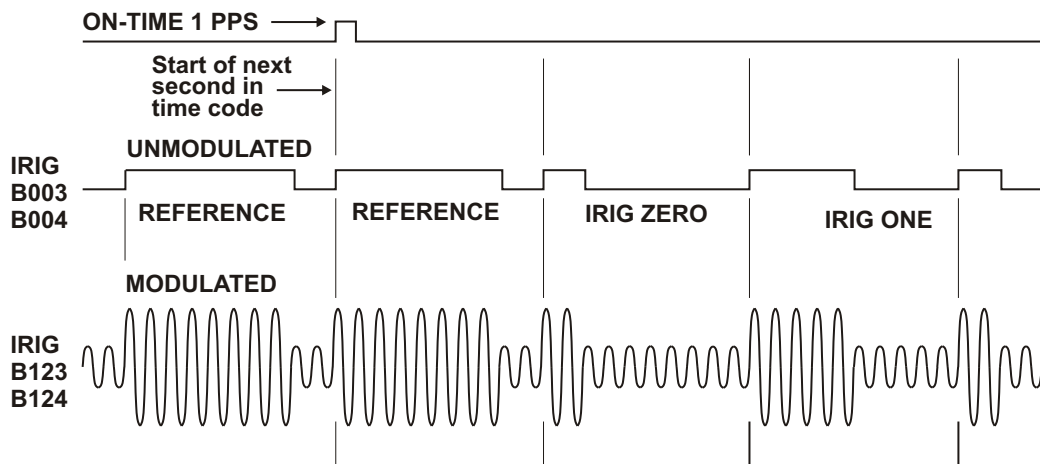 ON-TIME 1 PPS
Start of next
second in
time code
UNMODULATED
IRIG
B003
B004
REFERENCE
REFERENCE
IRIG ZERO
IRIG ONE
MODULATED
IRIG
B123
B124